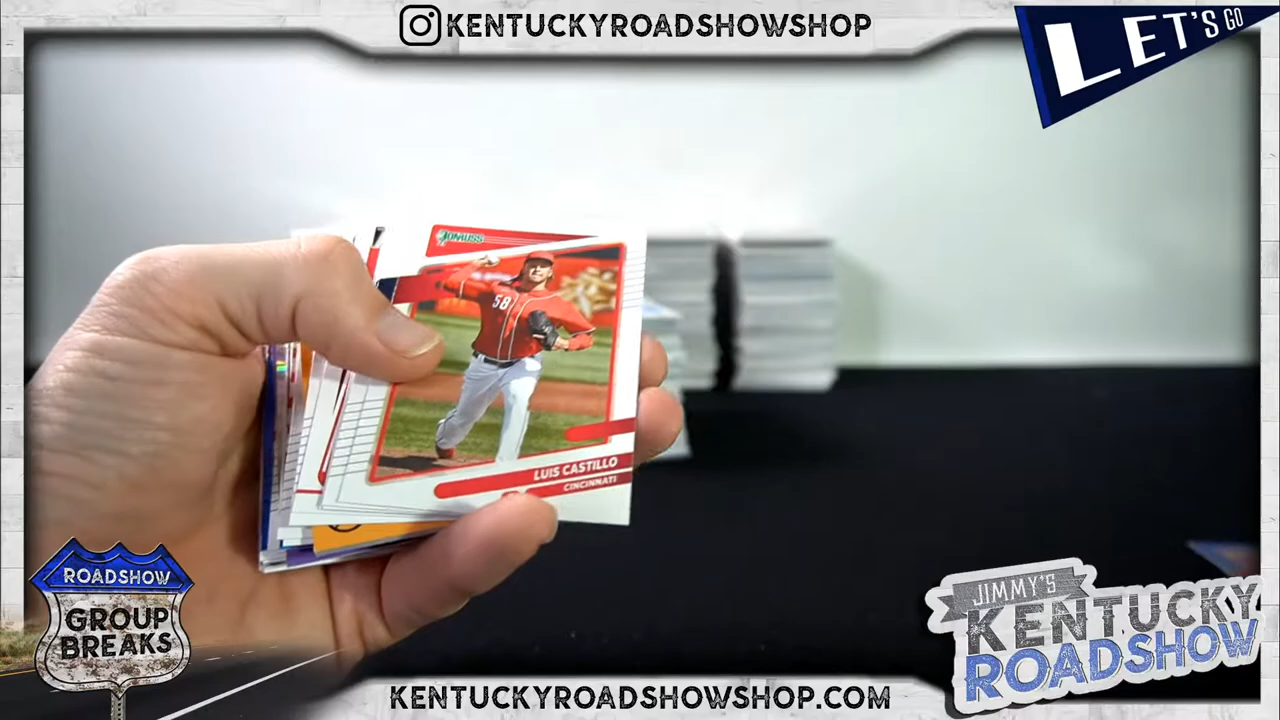 KENTUCKYROADSHOWSHOP
LET'S GO
DONRUSS
58
LUIS CASTILLO
CINCINNATI
ROADSHOW
GROUP
BREAKS
JIMMY'S
KENTUCKY
ROADSHOW
KENTUCKYROADSHOWSHOP.COM